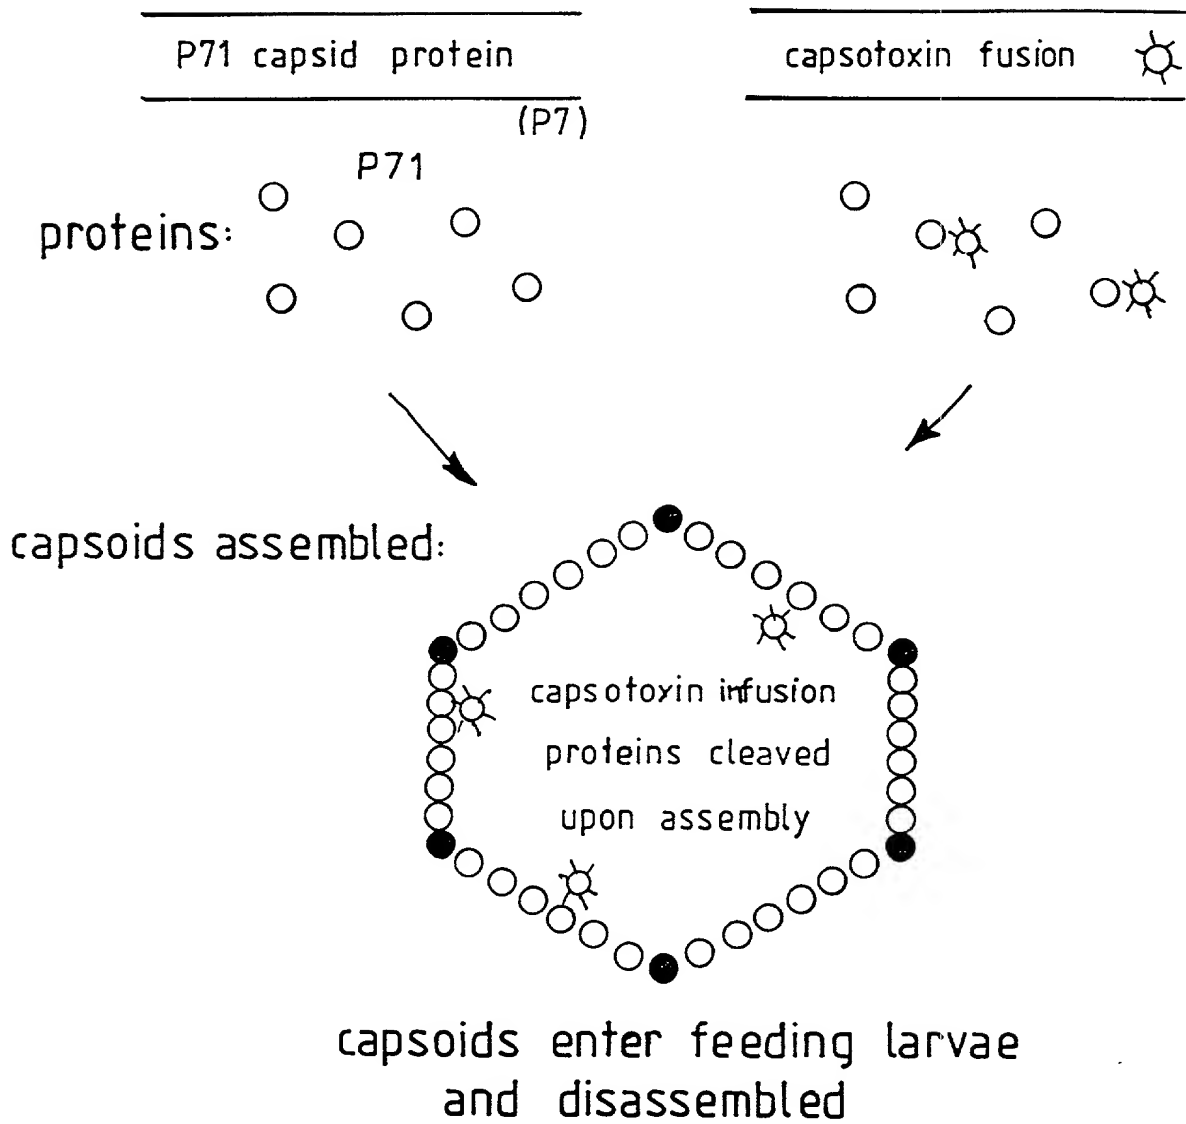 P71 capsid protein
capsotoxin fusion
(P7)
P71
proteins:
capsoids assembled:
capsotoxin infusion
proteins cleaved
upon assembly
capsoids enter feeding larvae
and disassembled